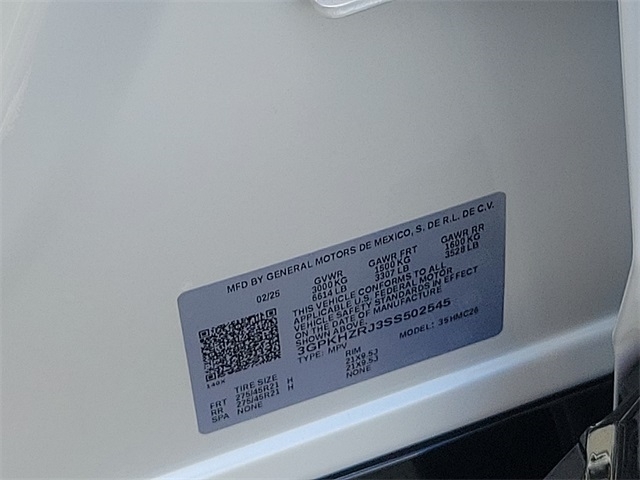 MFD BY GENERAL MOTORS DE MEXICO, S. DE R.L. DE C.V.
02/25 GVWR GAWR FRT GAWR RR
3000 KG 1500 KG 1600 KG
6614 LB 3307 LB 3528 LB
THIS VEHICLE CONFORMS TO ALL
APPLICABLE U.S. FEDERAL MOTOR
VEHICLE SAFETY STANDARDS IN EFFECT
ON THE DATE OF MANUFACTURE
SHOWN ABOVE.
3GPKHZRJ3SS502545
TYPE: MPV MODEL: 35HMC26
140X
TIRE SIZE RIM
FRT 275/45R21 H 21X9.5J
RR 275/45R21 H 21X9.5J
SPA NONE NONE